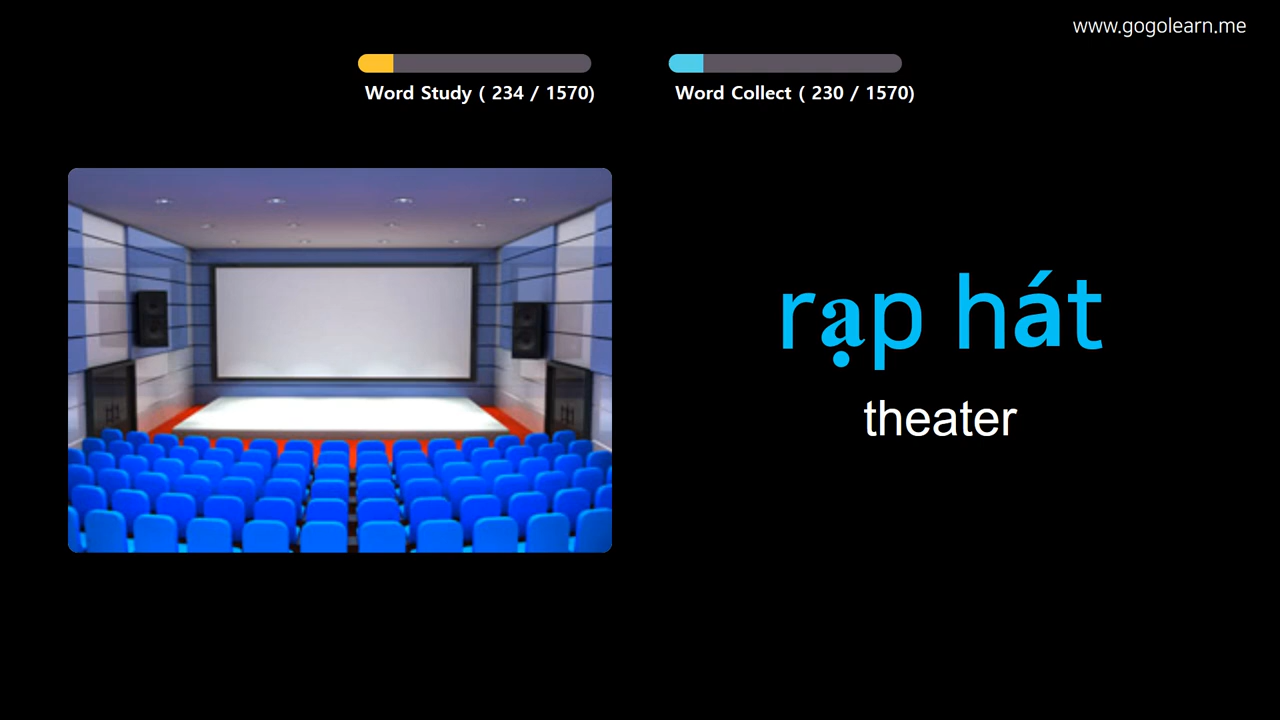 www.gogolearn.me
Word Study ( 234 / 1570)
Word Collect ( 230 / 1570)
rạp hát
theater